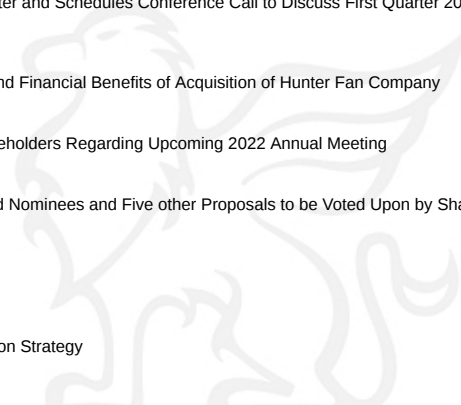 ter and Schedules Conference Call to Discuss First Quarter 20
nd Financial Benefits of Acquisition of Hunter Fan Company
eholders Regarding Upcoming 2022 Annual Meeting
d Nominees and Five other Proposals to be Voted Upon by Sha
on Strategy